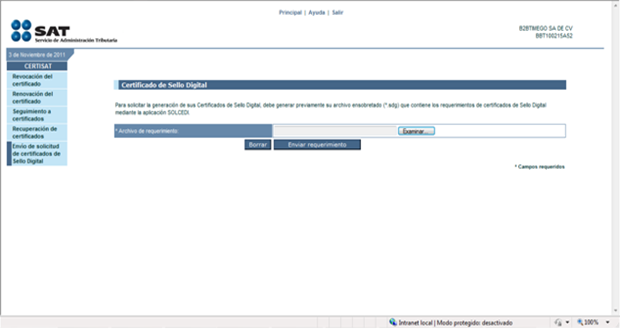 Principal | Ayuda | Salir
SAT
Servicio de Administración Tributaria
B2BTIMEGO SA DE CV
BBT100215AS2
3 de Noviembre de 2011
CERTISAT
Revocación del
certificado
Renovación del
certificado
Seguimiento a
certificados
Recuperación de
certificados
Envío de solicitud
de certificados de
Sello Digital
Certificado de Sello Digital
Para solicitar la generación de sus Certificados de Sello Digital, debe generar previamente su archivo ensobretado (*.sdg) que contiene los requerimientos de certificados de Sello Digital
mediante la aplicación SOLCEDI.
* Archivo de requerimiento
Examinar...
Borrar
Enviar requerimiento
* Campos requeridos
Intranet local | Modo protegido: desactivado
100%